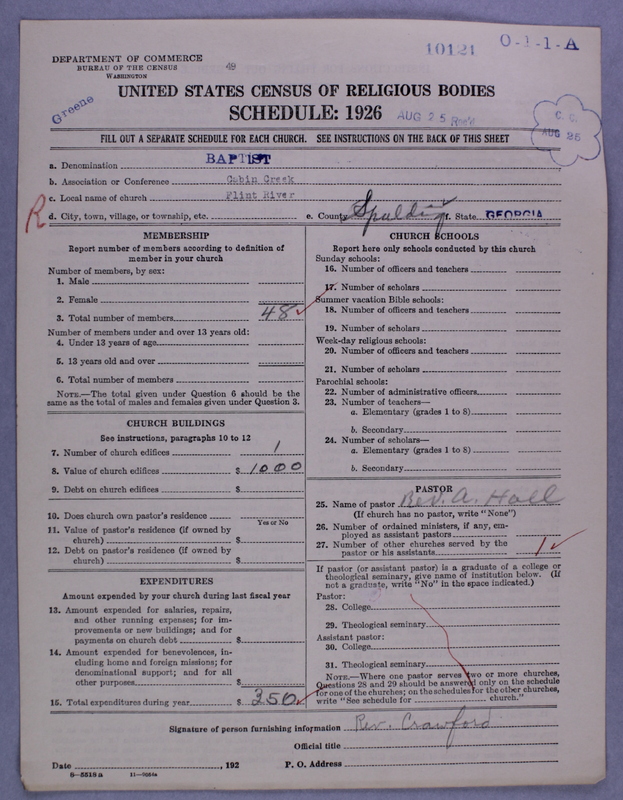 10121 O-1-1-A
DEPARTMENT OF COMMERCE
BUREAU OF THE CENSUS
WASHINGTON
49
UNITED STATES CENSUS OF RELIGIOUS BODIES
Greene
SCHEDULE: 1926 AUG 25 Rec'd
C. C.
AUG 26
FILL OUT A SEPARATE SCHEDULE FOR EACH CHURCH. SEE INSTRUCTIONS ON THE BACK OF THIS SHEET
a. Denomination BAPTIST
b. Association or Conference Cabin Creek
c. Local name of church Flint River
R d. City, town, village, or township, etc. e. County Spalding f. State GEORGIA
MEMBERSHIP
Report number of members according to definition of
member in your church
Number of members, by sex:
1. Male
2. Female
3. Total number of members 48
Number of members under and over 13 years old:
4. Under 13 years of age
5. 13 years old and over
6. Total number of members
NOTE.—The total given under Question 6 should be the
same as the total of males and females given under Question 3.
CHURCH BUILDINGS
See instructions, paragraphs 10 to 12
7. Number of church edifices 1
8. Value of church edifices $ 1000
9. Debt on church edifices $
10. Does church own pastor's residence
Yes or No
11. Value of pastor's residence (if owned by
church) $
12. Debt on pastor's residence (if owned by
church) $
EXPENDITURES
Amount expended by your church during last fiscal year
13. Amount expended for salaries, repairs,
and other running expenses; for im-
provements or new buildings; and for
payments on church debt $
14. Amount expended for benevolences, in-
cluding home and foreign missions; for
denominational support; and for all
other purposes $
15. Total expenditures during year $ 350
CHURCH SCHOOLS
Report here only schools conducted by this church
Sunday schools:
16. Number of officers and teachers
17. Number of scholars
Summer vacation Bible schools:
18. Number of officers and teachers
19. Number of scholars
Week-day religious schools:
20. Number of officers and teachers
21. Number of scholars
Parochial schools:
22. Number of administrative officers
23. Number of teachers—
a. Elementary (grades 1 to 8)
b. Secondary
24. Number of scholars—
a. Elementary (grades 1 to 8)
b. Secondary
PASTOR
25. Name of pastor Rev. A. Hall
(If church has no pastor, write "None")
26. Number of ordained ministers, if any, em-
ployed as assistant pastors
27. Number of other churches served by the
pastor or his assistants 1
If pastor (or assistant pastor) is a graduate of a college or
theological seminary, give name of institution below. (If
not a graduate, write "No" in the space indicated.)
Pastor:
28. College
29. Theological seminary
Assistant pastor:
30. College
31. Theological seminary
NOTE.—Where one pastor serves two or more churches,
Questions 28 and 29 should be answered only on the schedule
for one of the churches; on the schedules for the other churches,
write "See schedule for church."
Signature of person furnishing information Rev. Crawford
Official title
Date , 192 P. O. Address
8—5518 a